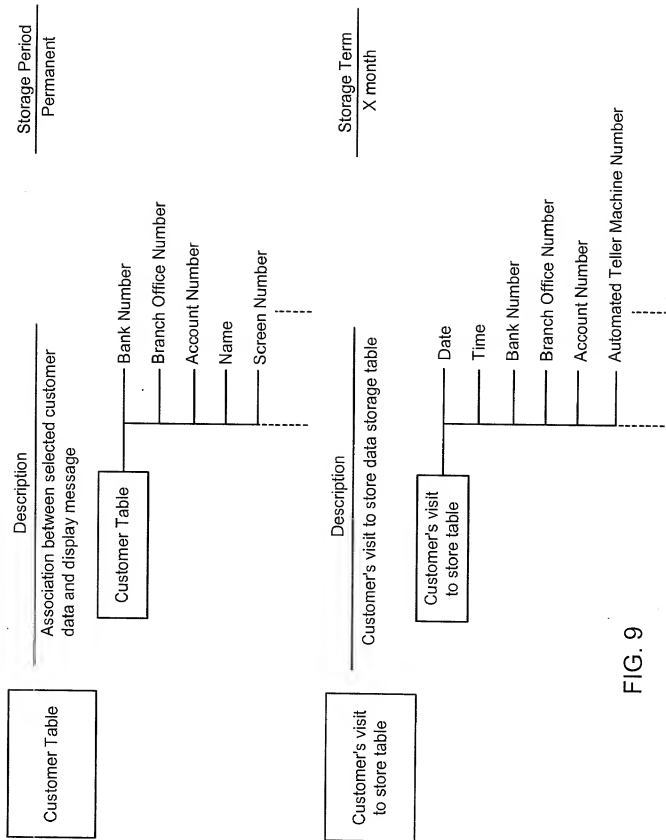 Customer Table
Description
Association between selected customer
data and display message
Storage Period
Permanent
Customer Table
Bank Number
Branch Office Number
Account Number
Name
Screen Number
Customer's visit
to store table
Description
Customer's visit to store data storage table
Storage Term
X month
Customer's visit
to store table
Date
Time
Bank Number
Branch Office Number
Account Number
Automated Teller Machine Number
FIG. 9